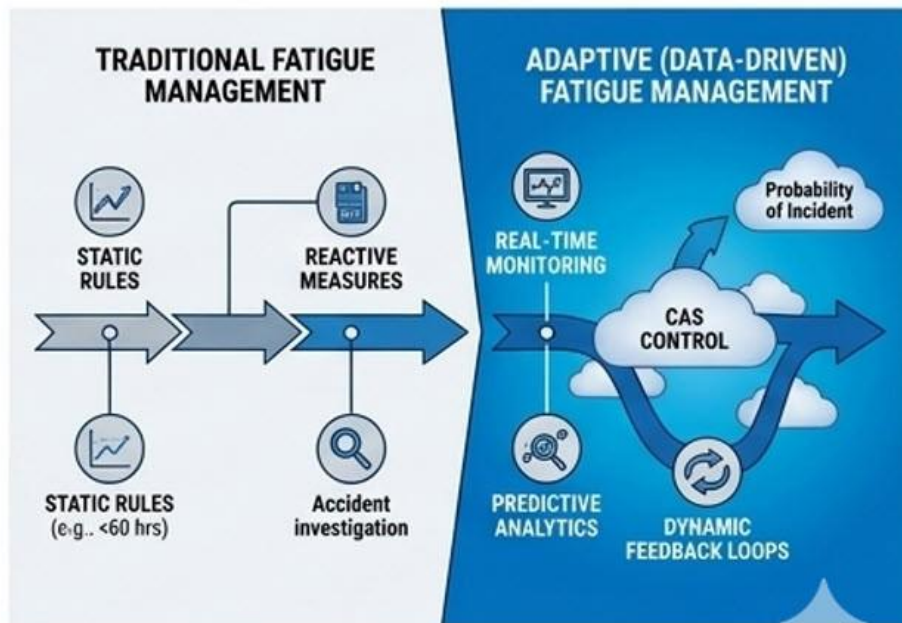 TRADITIONAL FATIGUE
MANAGEMENT
STATIC
RULES
REACTIVE
MEASURES
STATIC RULES
(e.g.. <60 hrs)
Accident
investigation
ADAPTIVE (DATA-DRIVEN)
FATIGUE MANAGEMENT
REAL-TIME
MONITORING
Probability
of Incident
CAS
CONTROL
PREDICTIVE
ANALYTICS
DYNAMIC
FEEDBACK LOOPS